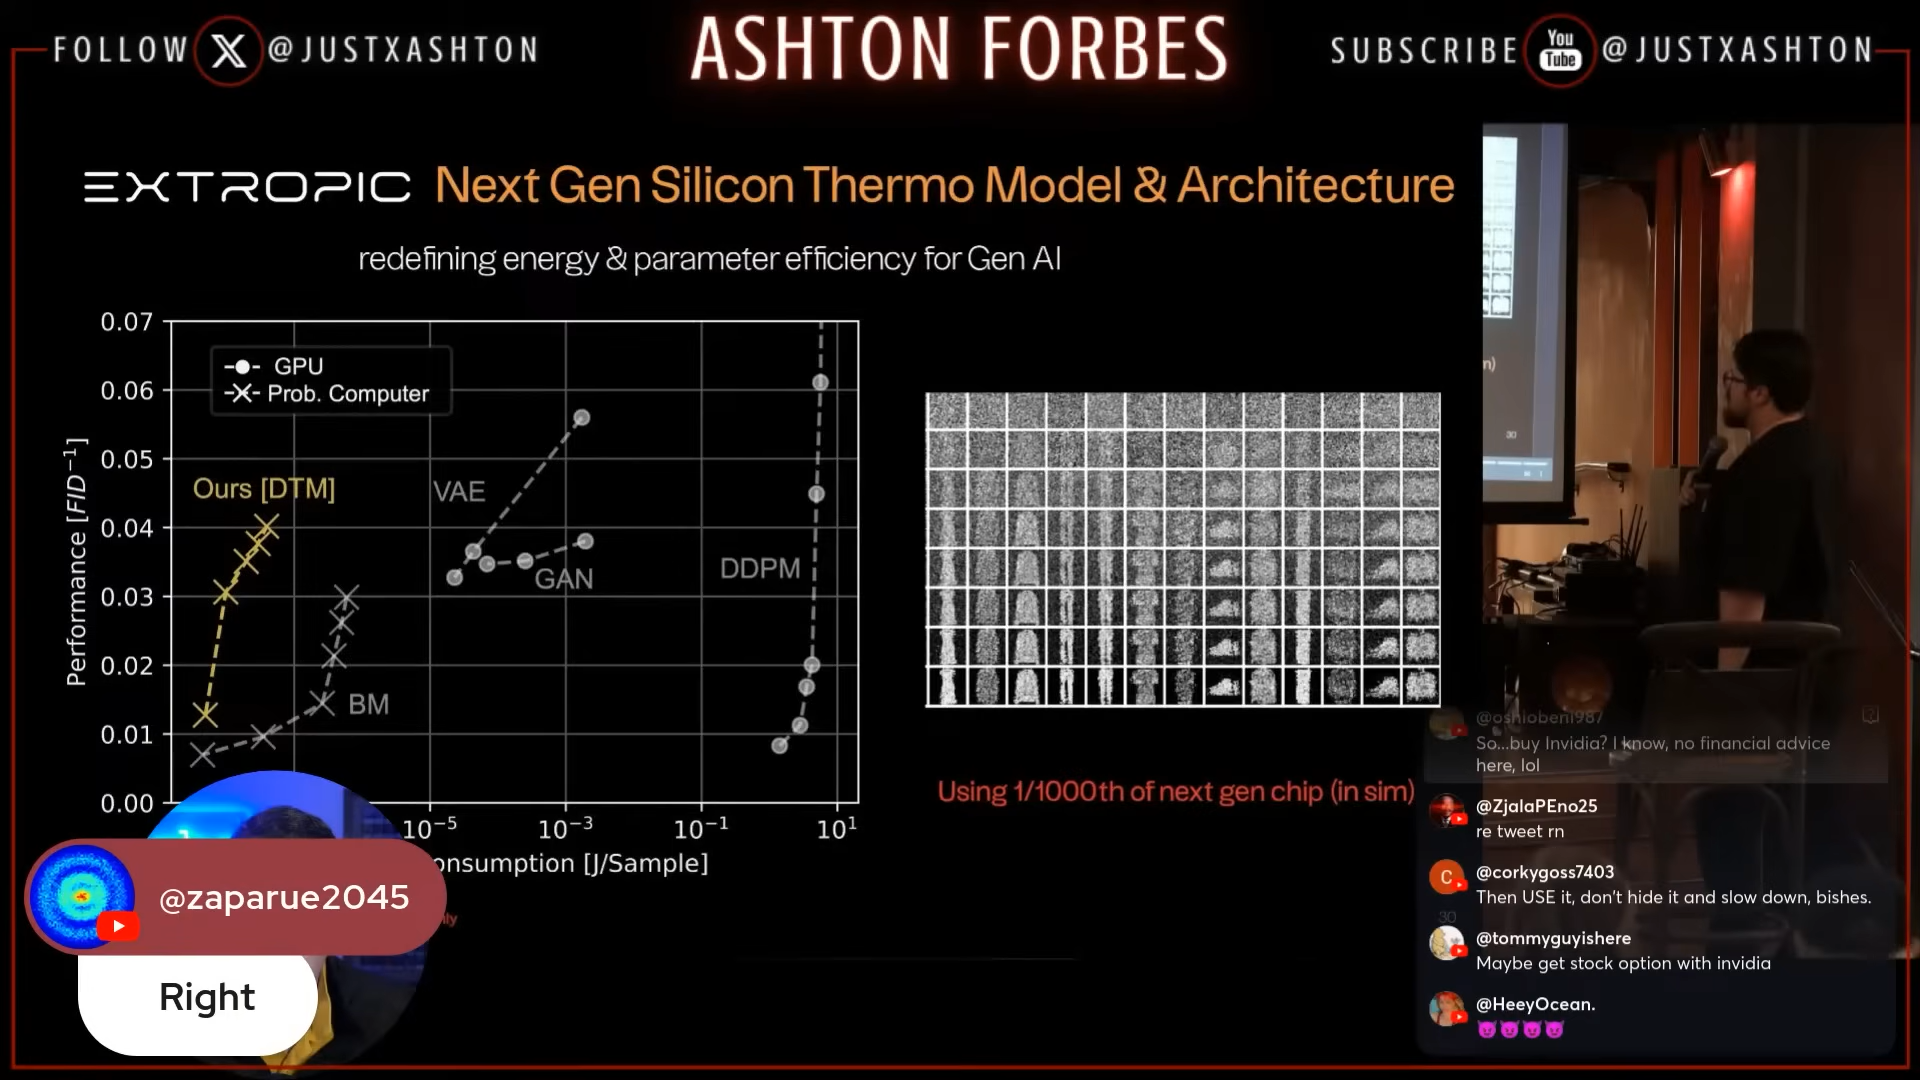 FOLLOW X @JUSTXASHTON
ASHTON FORBES
SUBSCRIBE You Tube @JUSTXASHTON
EXTROPIC Next Gen Silicon Thermo Model & Architecture
redefining energy & parameter efficiency for Gen AI
0.07
0.06
0.05
0.04
0.03
0.02
0.01
0.00
Performance [FID⁻¹]
GPU
Prob. Computer
Ours [DTM]
VAE
GAN
DDPM
BM
10⁻⁵
10⁻³
10⁻¹
10¹
onsumption [J/Sample]
Using 1/1000th of next gen chip (in sim)
n)
30
@zaparue2045
Right
@oshioben1987
So...buy Invidia? I know, no financial advice
here, lol
@ZjalaPEno25
re tweet rn
C
@corkygoss7403
Then USE it, don't hide it and slow down, bishes.
30
@tommyguyishere
Maybe get stock option with invidia
@HeeyOcean.
😈😈😈😈